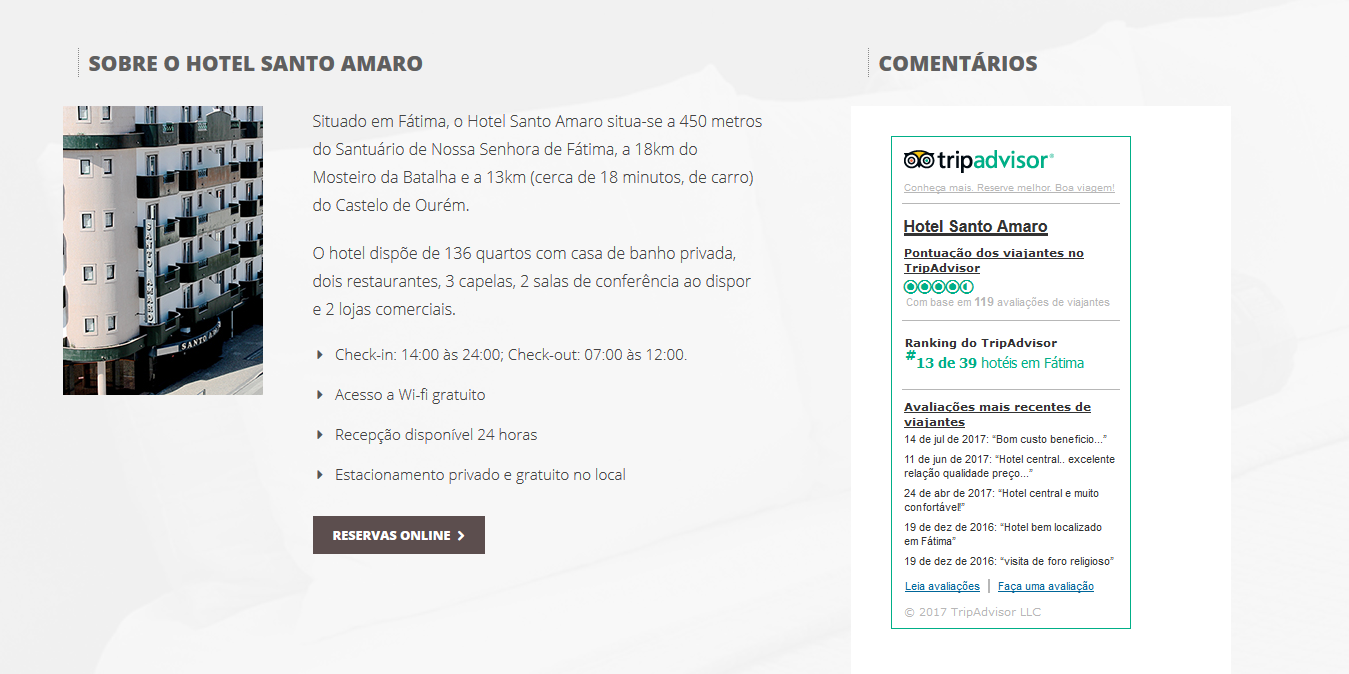 SOBRE O HOTEL SANTO AMARO
SANTO AMARO
SANTO AMARO
Situado em Fátima, o Hotel Santo Amaro situa-se a 450 metros
do Santuário de Nossa Senhora de Fátima, a 18km do
Mosteiro da Batalha e a 13km (cerca de 18 minutos, de carro)
do Castelo de Ourém.
O hotel dispõe de 136 quartos com casa de banho privada,
dois restaurantes, 3 capelas, 2 salas de conferência ao dispor
e 2 lojas comerciais.
Check-in: 14:00 às 24:00; Check-out: 07:00 às 12:00.
Acesso a Wi-fi gratuito
Recepção disponível 24 horas
Estacionamento privado e gratuito no local
RESERVAS ONLINE
COMENTÁRIOS
tripadvisor®
Conheça mais. Reserve melhor. Boa viagem!
Hotel Santo Amaro
Pontuação dos viajantes no
TripAdvisor
Com base em 119 avaliações de viajantes
Ranking do TripAdvisor
#13 de 39 hotéis em Fátima
Avaliações mais recentes de
viajantes
14 de jul de 2017: “Bom custo beneficio...”
11 de jun de 2017: “Hotel central.. excelente
relação qualidade preço...”
24 de abr de 2017: “Hotel central e muito
confortável!”
19 de dez de 2016: “Hotel bem localizado
em Fátima”
19 de dez de 2016: “visita de foro religioso”
Leia avaliações | Faça uma avaliação
© 2017 TripAdvisor LLC